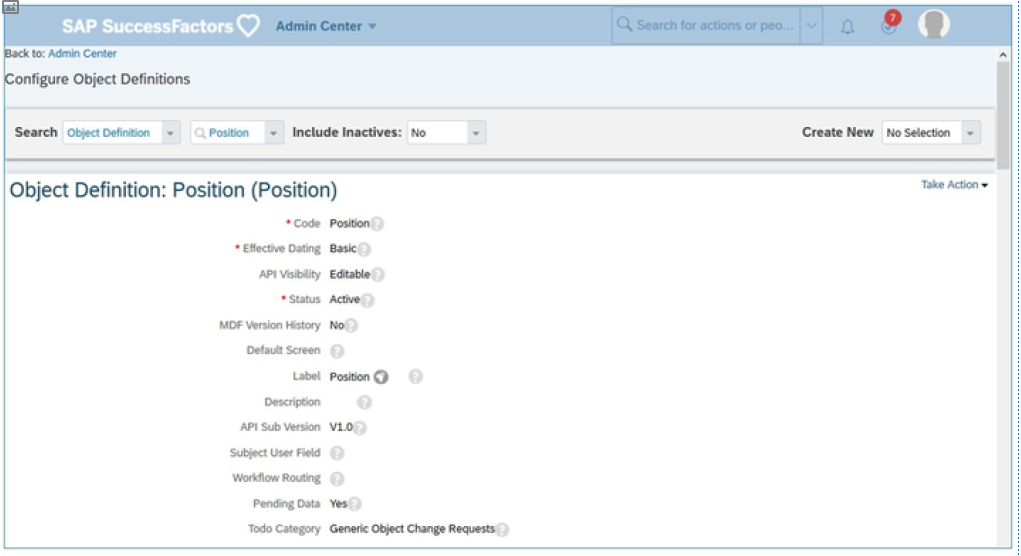 SAP SuccessFactors Admin Center Search for actions or peo... 7
Back to: Admin Center
Configure Object Definitions
Search Object Definition Position Include Inactives: No Create New No Selection
Object Definition: Position (Position) Take Action
* Code Position ?
* Effective Dating Basic ?
API Visibility Editable ?
* Status Active ?
MDF Version History No ?
Default Screen ?
Label Position ?
Description ?
API Sub Version V1.0 ?
Subject User Field ?
Workflow Routing ?
Pending Data Yes ?
Todo Category Generic Object Change Requests ?